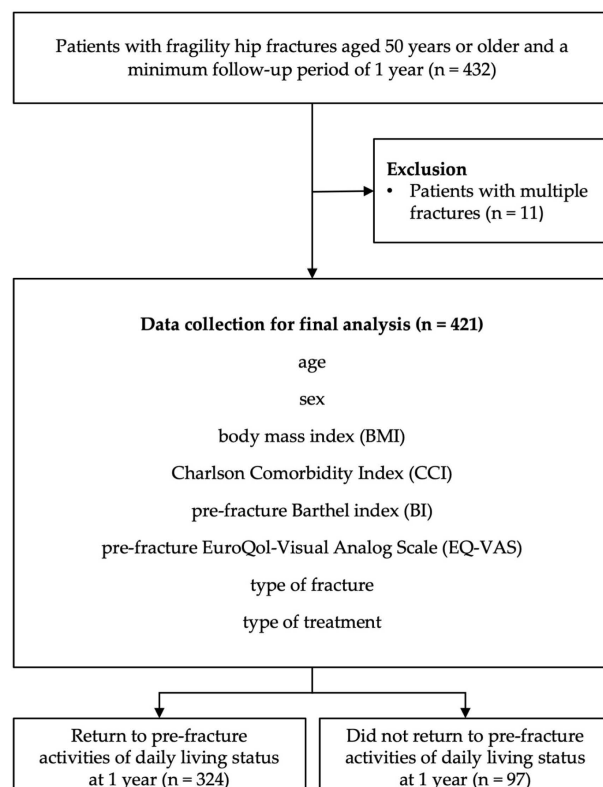 Patients with fragility hip fractures aged 50 years or older and a
minimum follow-up period of 1 year (n = 432)
Exclusion
• Patients with multiple
fractures (n = 11)
Data collection for final analysis (n = 421)
age
sex
body mass index (BMI)
Charlson Comorbidity Index (CCI)
pre-fracture Barthel index (BI)
pre-fracture EuroQol-Visual Analog Scale (EQ-VAS)
type of fracture
type of treatment
Return to pre-fracture
activities of daily living status
at 1 year (n = 324)
Did not return to pre-fracture
activities of daily living status
at 1 year (n = 97)